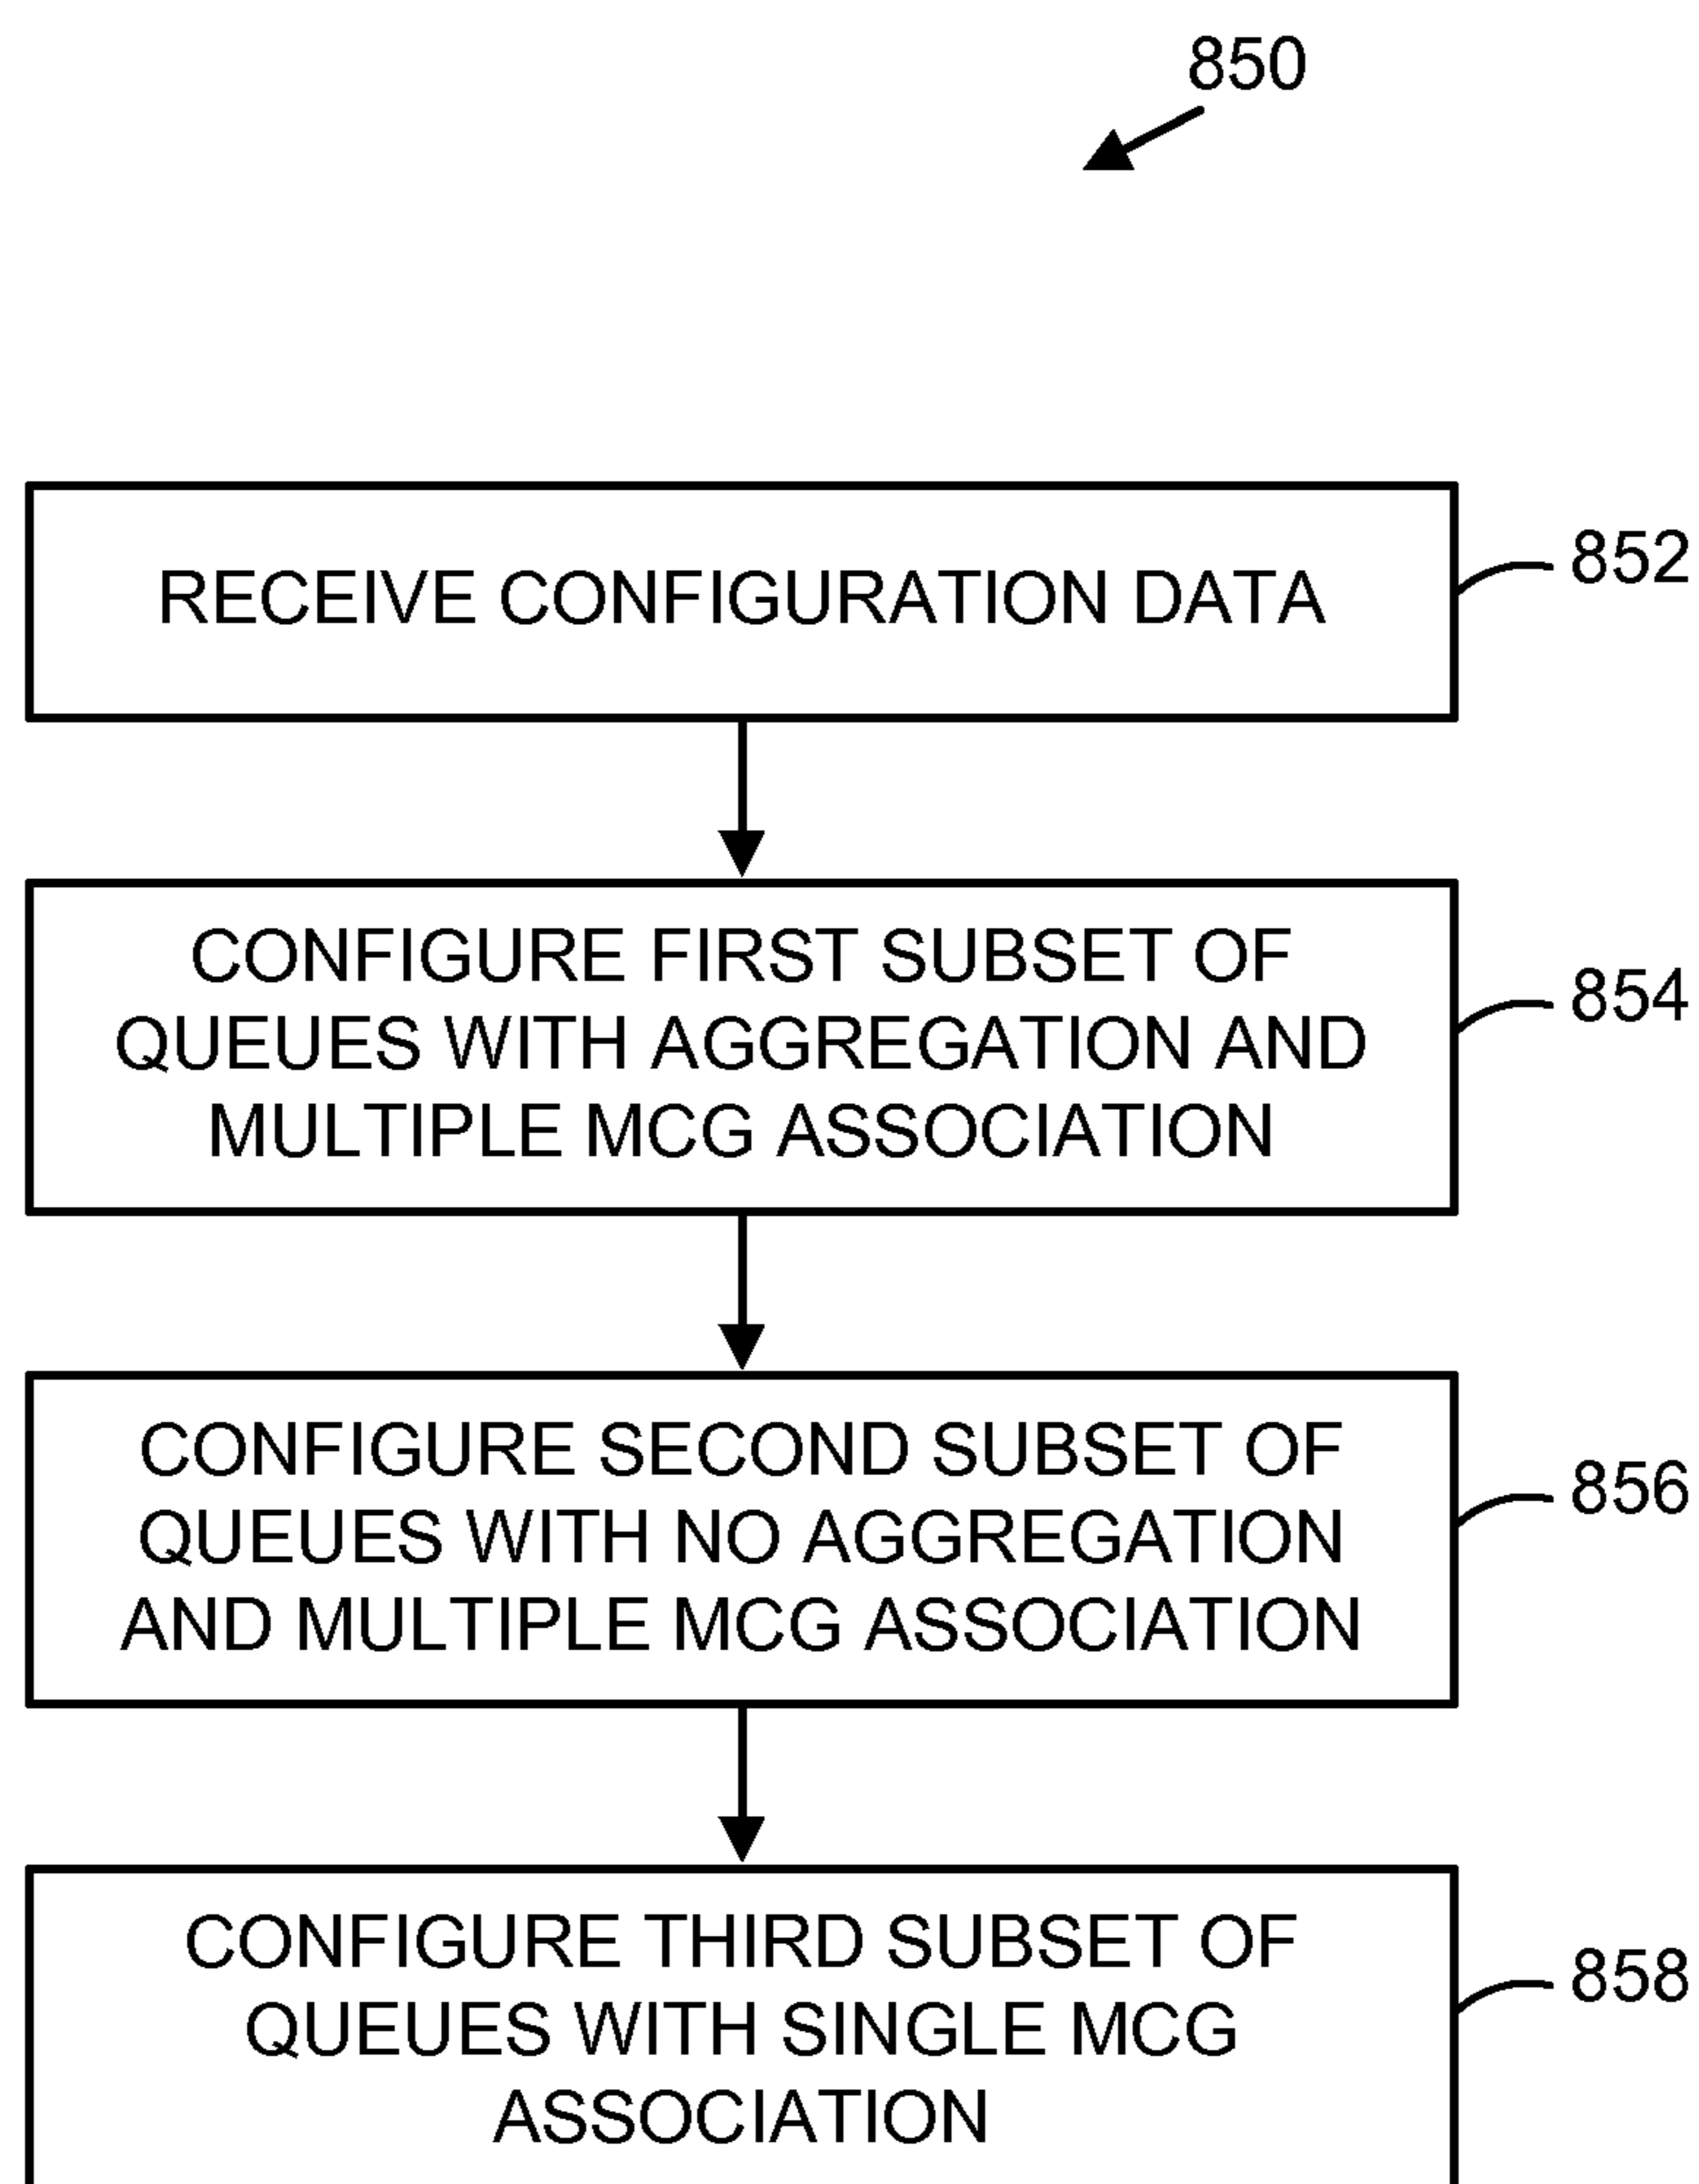 850
RECEIVE CONFIGURATION DATA
852
CONFIGURE FIRST SUBSET OF
QUEUES WITH AGGREGATION AND
MULTIPLE MCG ASSOCIATION
854
CONFIGURE SECOND SUBSET OF
QUEUES WITH NO AGGREGATION
AND MULTIPLE MCG ASSOCIATION
856
CONFIGURE THIRD SUBSET OF
QUEUES WITH SINGLE MCG
ASSOCIATION
858